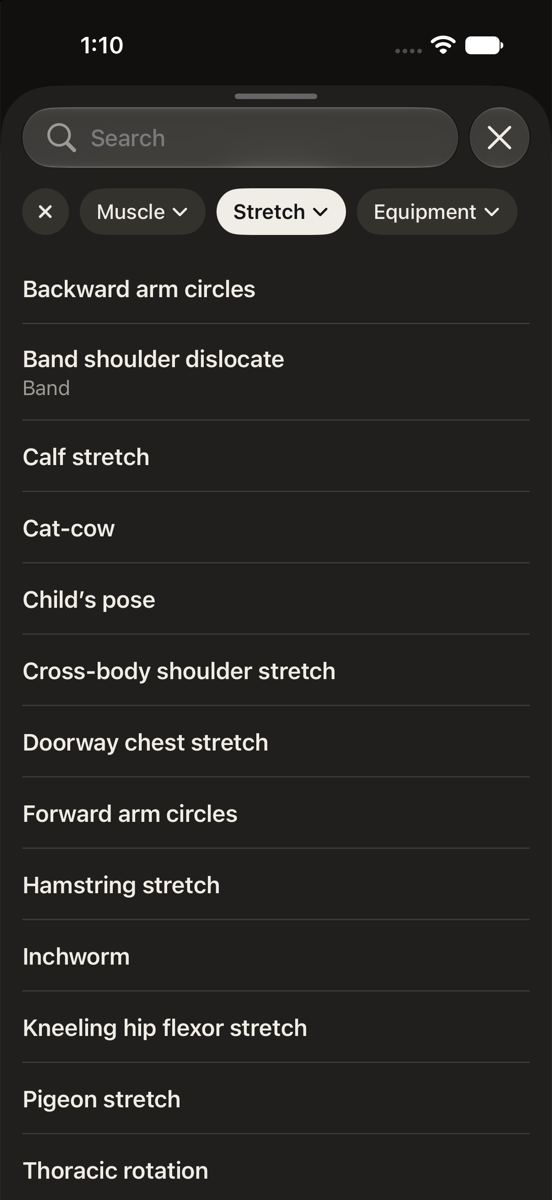 1:10
Search
Muscle
Stretch
Equipment
Backward arm circles
Band shoulder dislocate
Band
Calf stretch
Cat-cow
Child’s pose
Cross-body shoulder stretch
Doorway chest stretch
Forward arm circles
Hamstring stretch
Inchworm
Kneeling hip flexor stretch
Pigeon stretch
Thoracic rotation